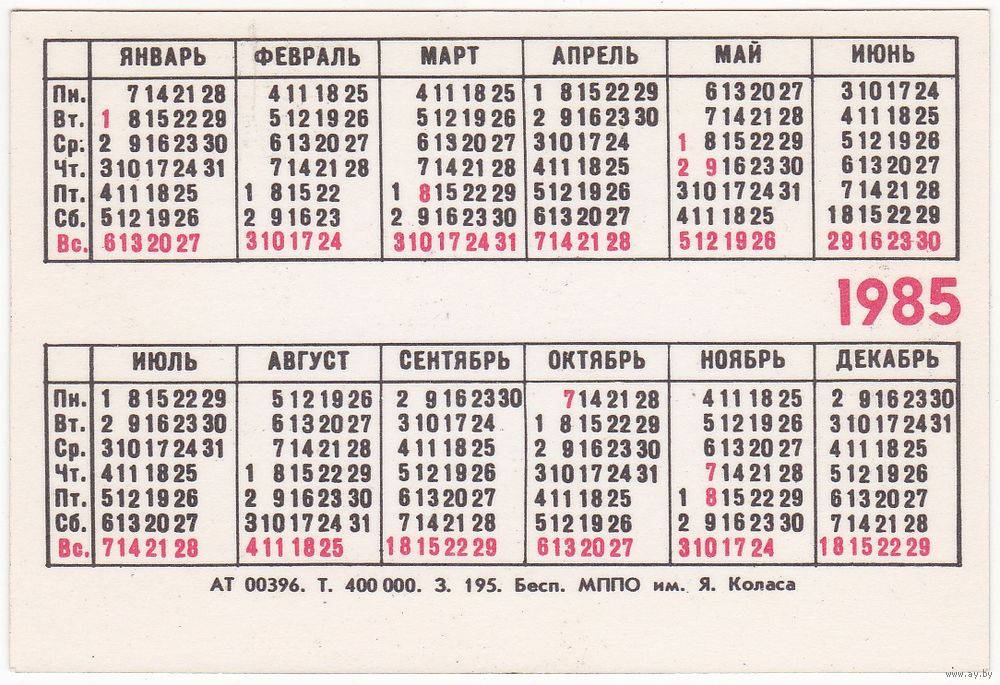 ЯНВАРЬ ФЕВРАЛЬ МАРТ АПРЕЛЬ МАЙ ИЮНЬ
Пн. 7 14 21 28 4 11 18 25 4 11 18 25 1 8 15 22 29 6 13 20 27 3 10 17 24
Вт. 1 8 15 22 29 5 12 19 26 5 12 19 26 2 9 16 23 30 7 14 21 28 4 11 18 25
Ср. 2 9 16 23 30 6 13 20 27 6 13 20 27 3 10 17 24 1 8 15 22 29 5 12 19 26
Чт. 3 10 17 24 31 7 14 21 28 7 14 21 28 4 11 18 25 2 9 16 23 30 6 13 20 27
Пт. 4 11 18 25 1 8 15 22 1 8 15 22 29 5 12 19 26 3 10 17 24 31 7 14 21 28
Сб. 5 12 19 26 2 9 16 23 2 9 16 23 30 6 13 20 27 4 11 18 25 1 8 15 22 29
Вс. 6 13 20 27 3 10 17 24 3 10 17 24 31 7 14 21 28 5 12 19 26 2 9 16 23 30
1985
ИЮЛЬ АВГУСТ СЕНТЯБРЬ ОКТЯБРЬ НОЯБРЬ ДЕКАБРЬ
Пн. 1 8 15 22 29 5 12 19 26 2 9 16 23 30 7 14 21 28 4 11 18 25 2 9 16 23 30
Вт. 2 9 16 23 30 6 13 20 27 3 10 17 24 1 8 15 22 29 5 12 19 26 3 10 17 24 31
Ср. 3 10 17 24 31 7 14 21 28 4 11 18 25 2 9 16 23 30 6 13 20 27 4 11 18 25
Чт. 4 11 18 25 1 8 15 22 29 5 12 19 26 3 10 17 24 31 7 14 21 28 5 12 19 26
Пт. 5 12 19 26 2 9 16 23 30 6 13 20 27 4 11 18 25 1 8 15 22 29 6 13 20 27
Сб. 6 13 20 27 3 10 17 24 31 7 14 21 28 5 12 19 26 2 9 16 23 30 7 14 21 28
Вс. 7 14 21 28 4 11 18 25 1 8 15 22 29 6 13 20 27 3 10 17 24 1 8 15 22 29
АТ 00396. Т. 400 000. З. 195. Бесп. МППО им. Я. Коласа
www.ay.by